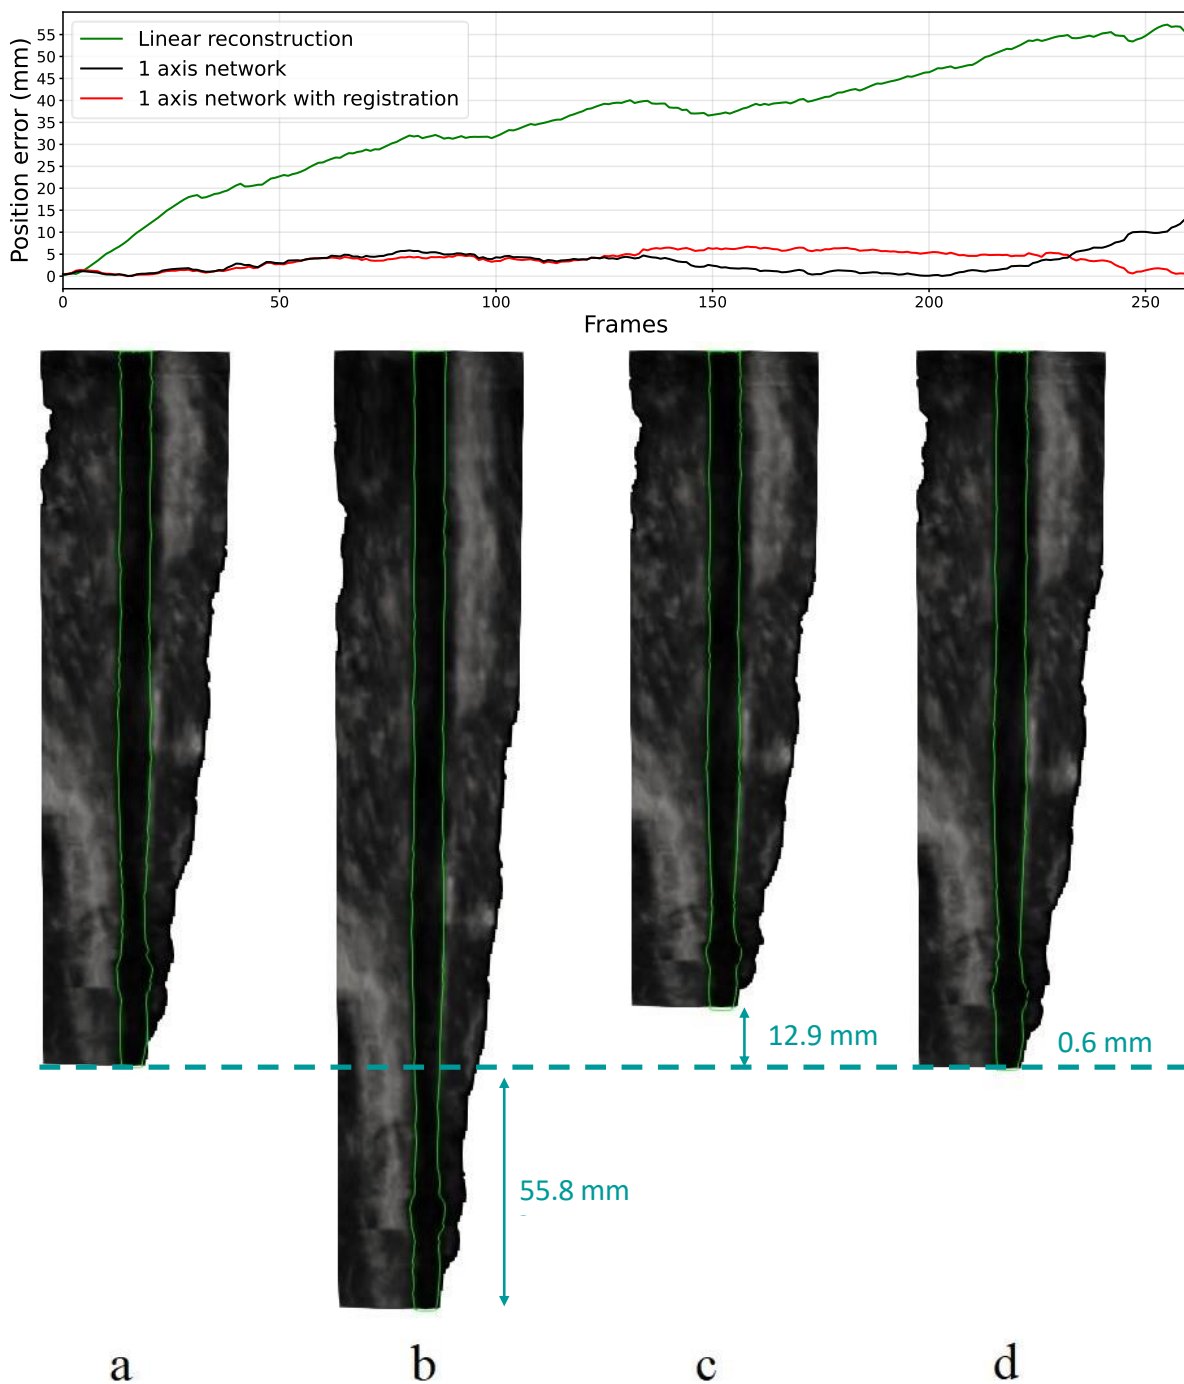 Position error (mm)
55
50
45
40
35
30
25
20
15
10
5
0
Linear reconstruction
1 axis network
1 axis network with registration
0 50 100 150 200 250
Frames
12.9 mm
0.6 mm
55.8 mm
a b c d